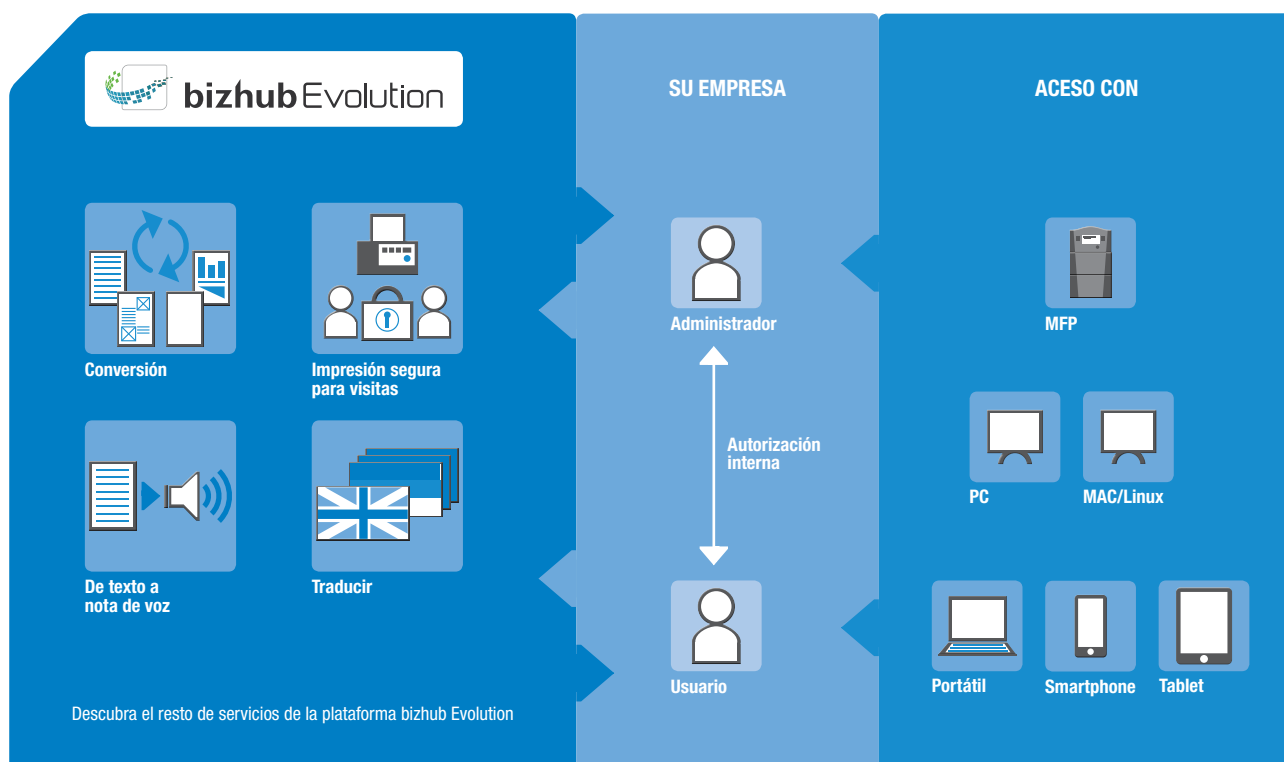 bizhub Evolution
SU EMPRESA
ACESO CON
Conversión
Impresión segura
para visitas
De texto a
nota de voz
Traducir
Descubra el resto de servicios de la plataforma bizhub Evolution
Administrador
Autorización
interna
Usuario
MFP
PC
MAC/Linux
Portátil
Smartphone
Tablet